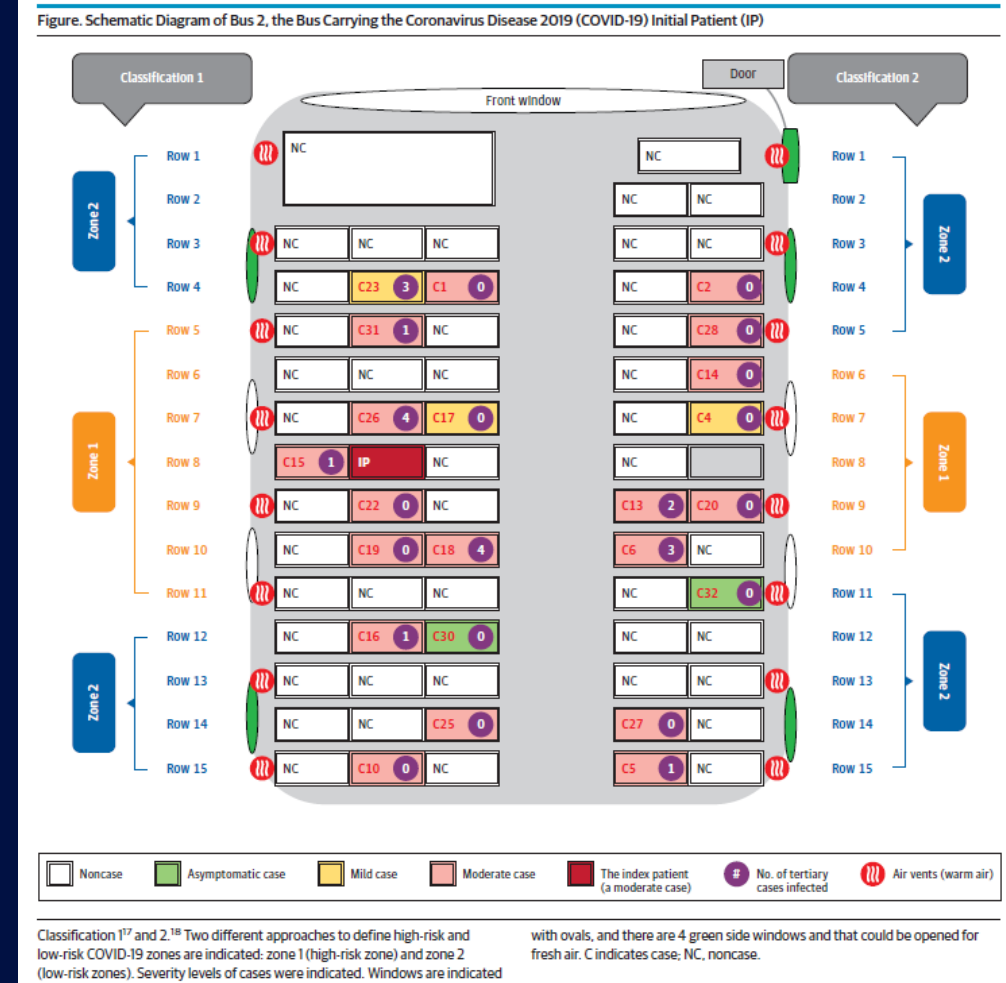 Figure. Schematic Diagram of Bus 2, the Bus Carrying the Coronavirus Disease 2019 (COVID-19) Initial Patient (IP)
Classification 1
Door
Classification 2
Front window
Row 1 NC NC Row 1
Row 2 NC NC Row 2
Row 3 NC NC NC NC NC Row 3
Row 4 NC C23 3 C1 0 NC C2 0 Row 4
Row 5 NC C31 1 NC NC C28 0 Row 5
Row 6 NC NC NC NC C14 0 Row 6
Row 7 NC C26 4 C17 0 NC C4 0 Row 7
Row 8 C15 1 IP NC NC Row 8
Row 9 NC C22 0 NC C13 2 C20 0 Row 9
Row 10 NC C19 0 C18 4 C6 3 NC Row 10
Row 11 NC NC NC NC C32 0 Row 11
Row 12 NC C16 1 C30 0 NC NC Row 12
Row 13 NC NC NC NC NC Row 13
Row 14 NC NC C25 0 C27 0 NC Row 14
Row 15 NC C10 0 NC C5 1 NC Row 15
Zone 2
Zone 1
Zone 2
Zone 2
Zone 1
Zone 2
Noncase Asymptomatic case Mild case Moderate case The index patient # No. of tertiary Air vents (warm air)
(a moderate case) cases infected
Classification 1¹⁷ and 2.¹⁸ Two different approaches to define high-risk and
low-risk COVID-19 zones are indicated: zone 1 (high-risk zone) and zone 2
(low-risk zones). Severity levels of cases were indicated. Windows are indicated
with ovals, and there are 4 green side windows and that could be opened for
fresh air. C indicates case; NC, noncase.